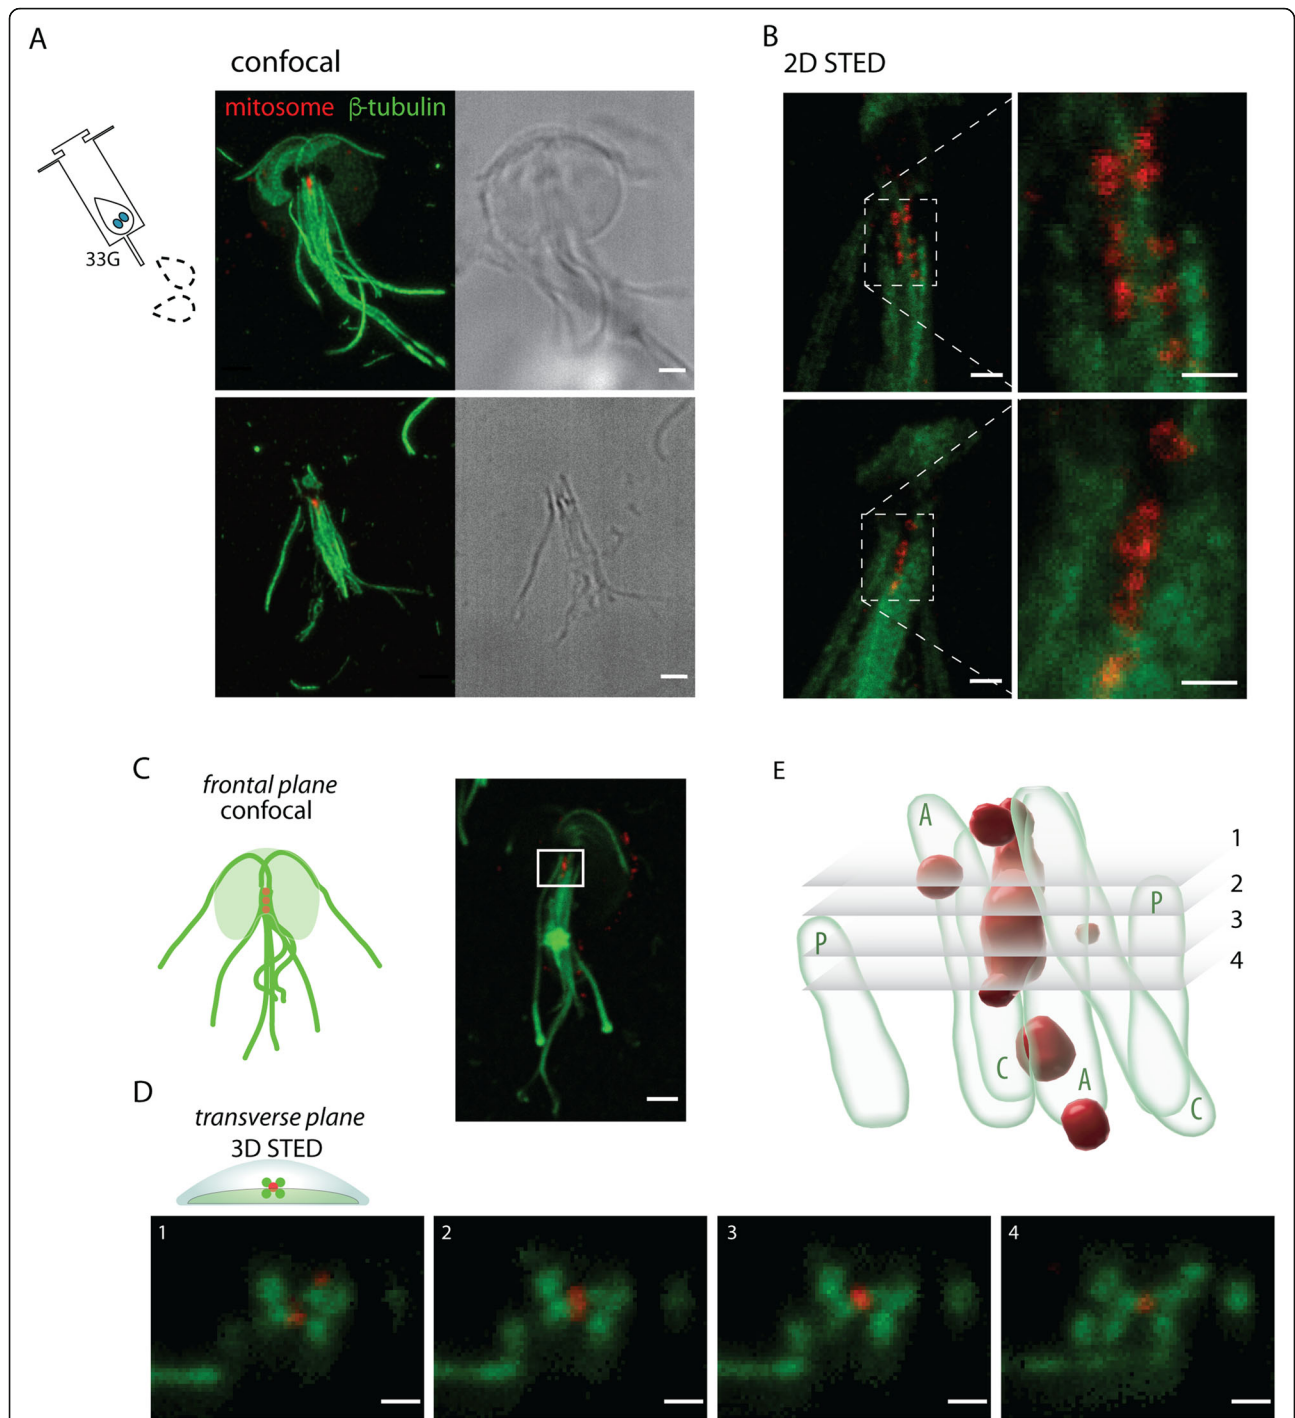 A
confocal
mitosome β-tubulin
33G
B
2D STED
C
frontal plane
confocal
D
transverse plane
3D STED
E
A
P
P
C
A
C
1
2
3
4
1
2
3
4